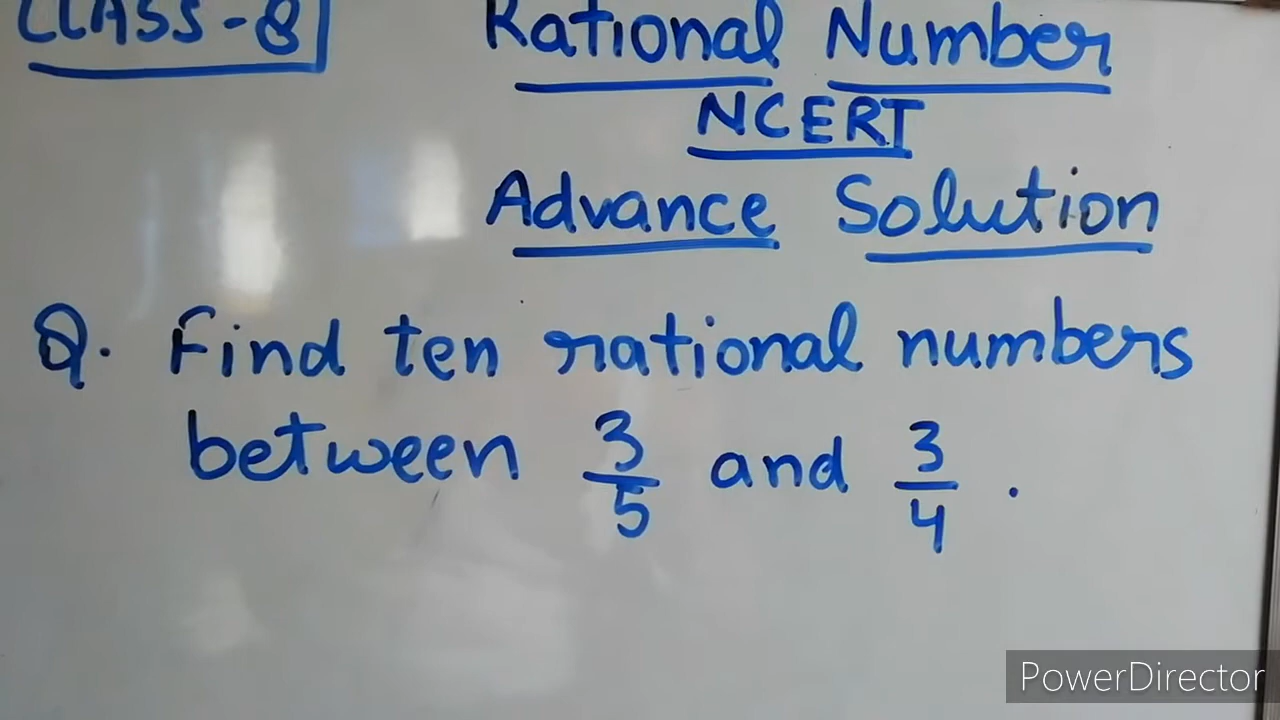 CLASS-8
Rational Number
NCERT
Advance Solution
Q. Find ten rational numbers
between 3/5 and 3/4 .
PowerDirector